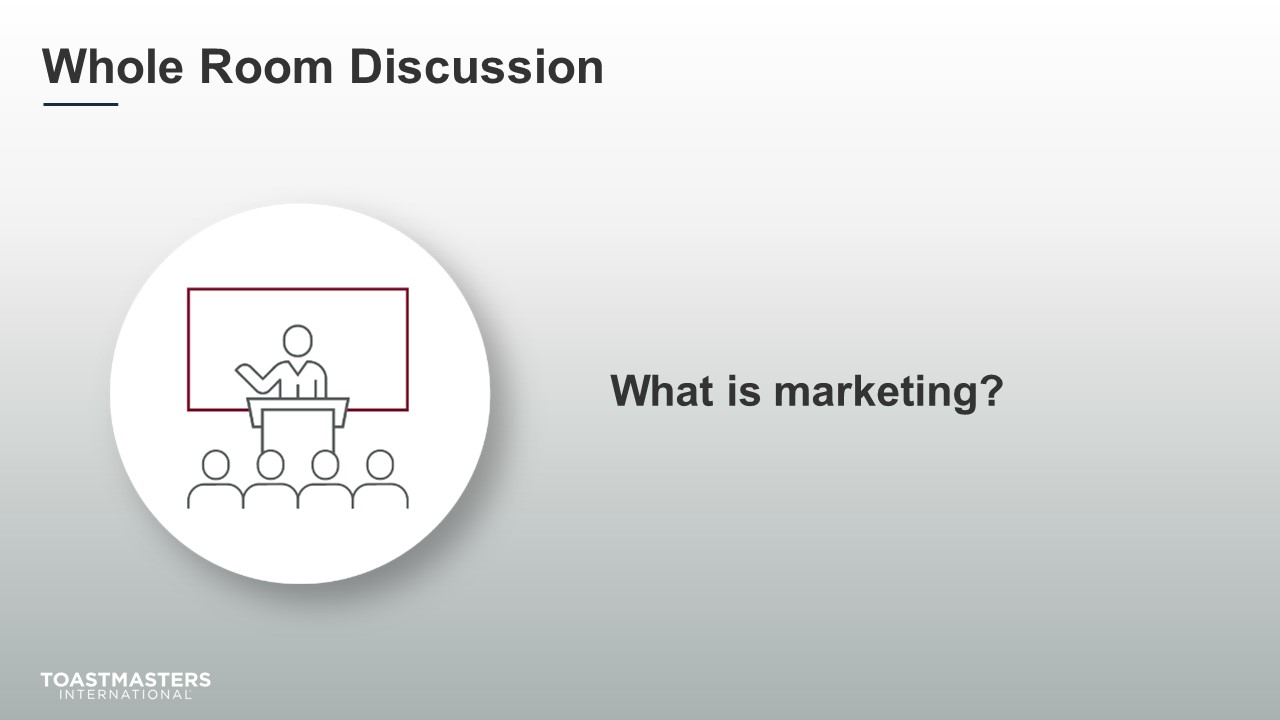 Whole Room Discussion
What is marketing?
TOASTMASTERS
INTERNATIONAL